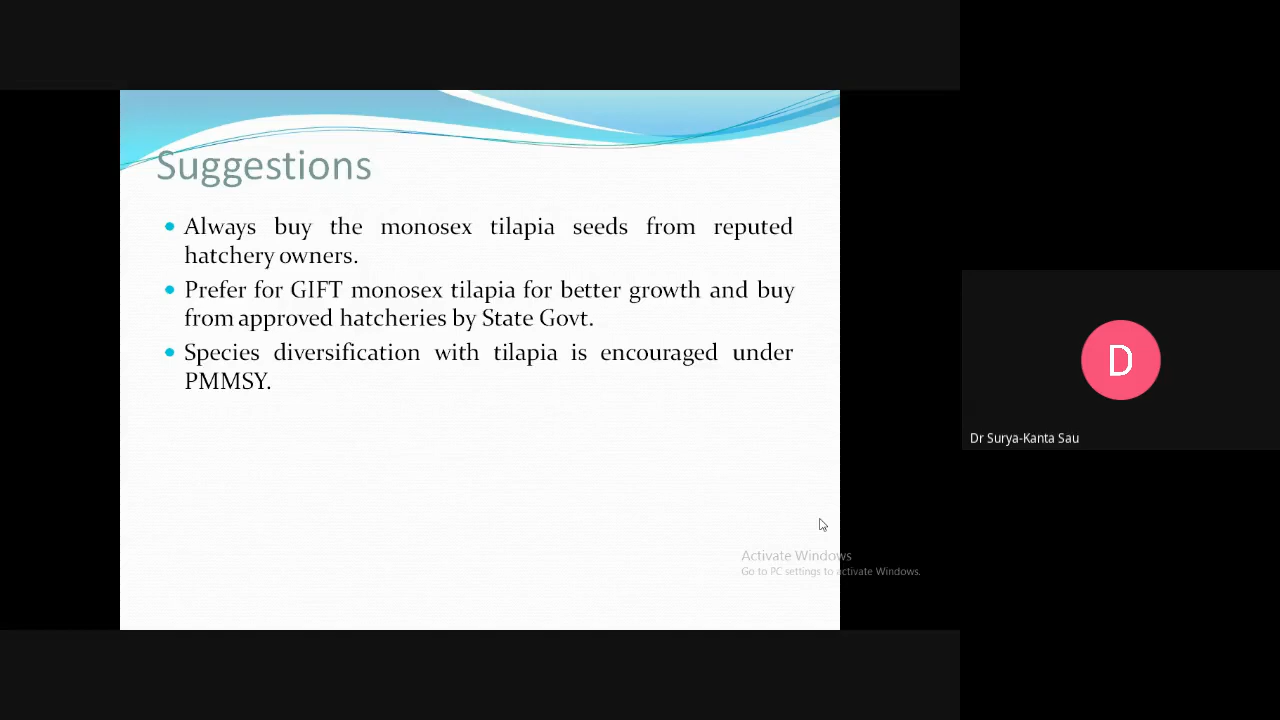 Suggestions
Always buy the monosex tilapia seeds from reputed
hatchery owners.
Prefer for GIFT monosex tilapia for better growth and buy
from approved hatcheries by State Govt.
Species diversification with tilapia is encouraged under
PMMSY.
D
Dr Surya-Kanta Sau
Activate Windows
Go to PC settings to activate Windows.